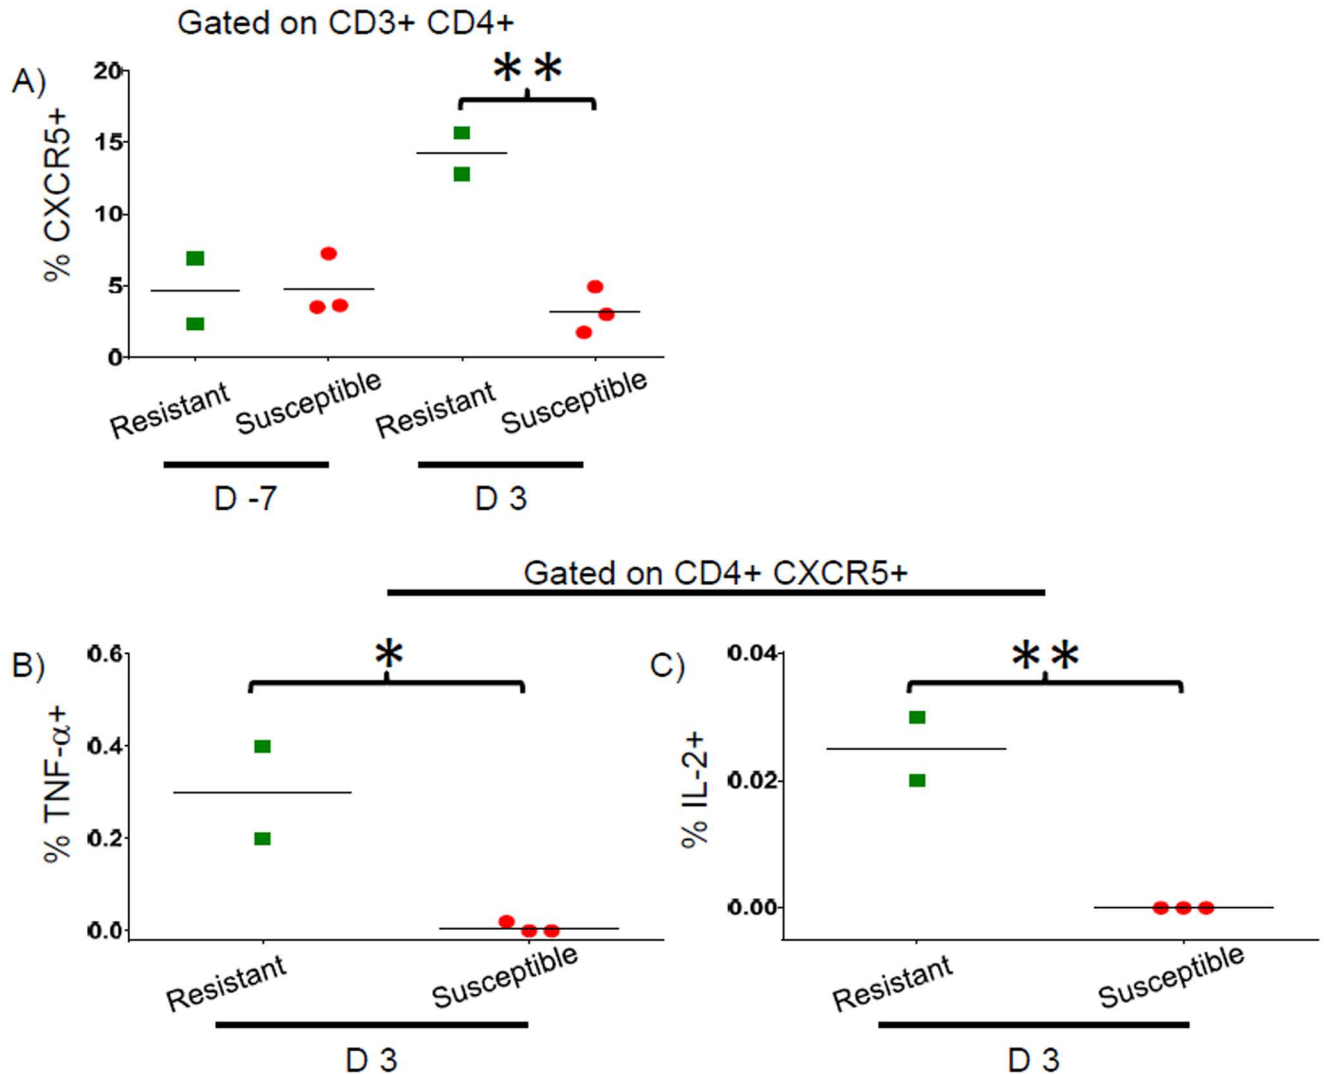 Gated on CD3+ CD4+
A)
**
% CXCR5+
20
15
10
5
0
Resistant Susceptible Resistant Susceptible
D -7 D 3
Gated on CD4+ CXCR5+
B)
*
% TNF-α+
0.6
0.4
0.2
0.0
Resistant Susceptible
D 3
C)
**
% IL-2+
0.04
0.02
0.00
Resistant Susceptible
D 3